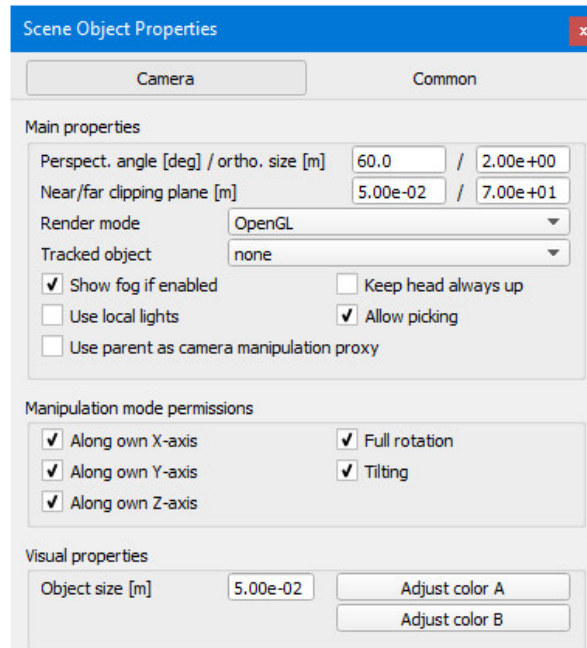 Scene Object Properties
x
Camera Common
Main properties
Perspect. angle [deg] / ortho. size [m] 60.0 / 2.00e+00
Near/far clipping plane [m] 5.00e-02 / 7.00e+01
Render mode OpenGL
Tracked object none
Show fog if enabled Keep head always up
Use local lights Allow picking
Use parent as camera manipulation proxy
Manipulation mode permissions
Along own X-axis Full rotation
Along own Y-axis Tilting
Along own Z-axis
Visual properties
Object size [m] 5.00e-02 Adjust color A
Adjust color B